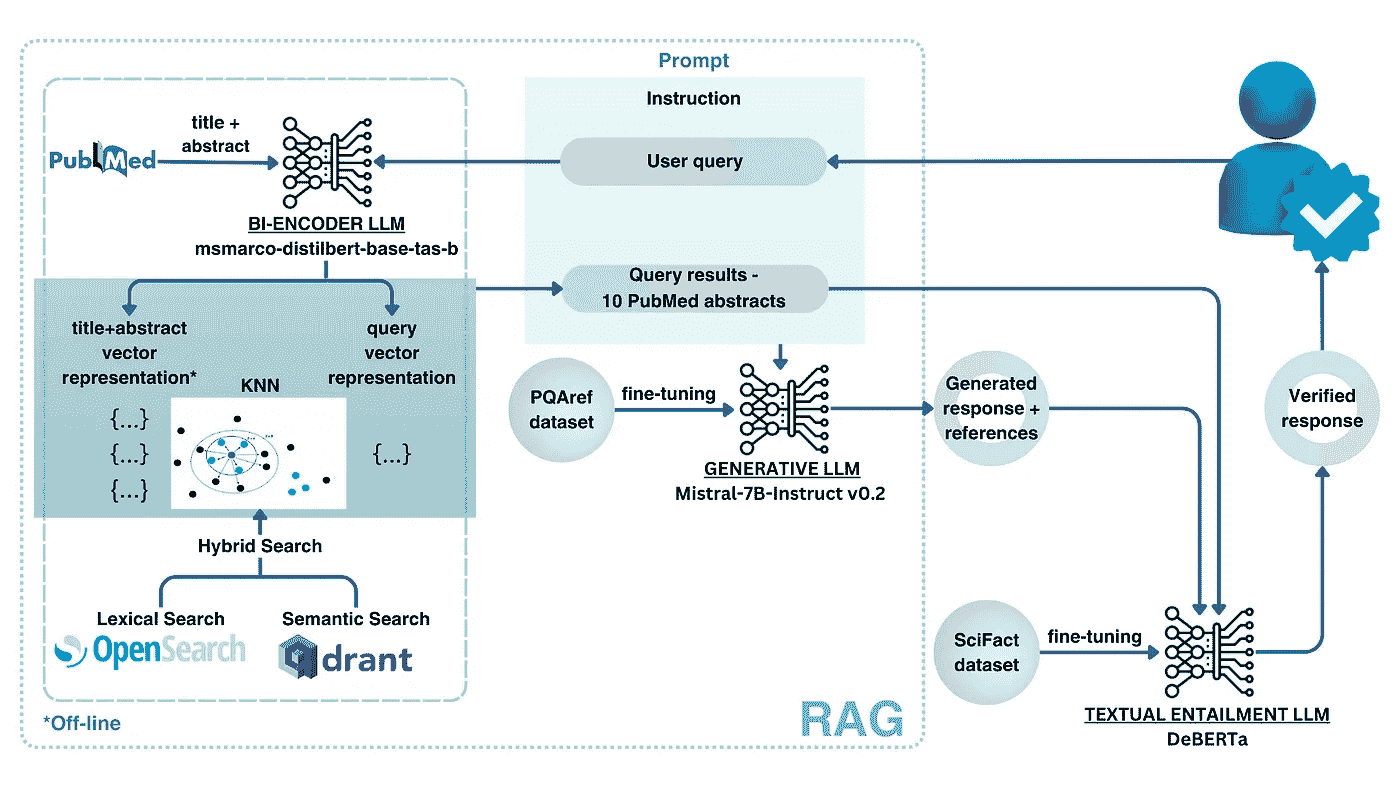 Prompt
Instruction
title +
abstract
PubMed
User query
BI-ENCODER LLM
msmarco-distilbert-base-tas-b
Query results -
10 PubMed abstracts
title+abstract
vector
representation*
query
vector
representation
KNN
{...}
{...}
{...}
{...}
PQAref
dataset
fine-tuning
GENERATIVE LLM
Mistral-7B-Instruct v0.2
Generated
response +
references
Verified
response
Hybrid Search
Lexical Search
OpenSearch
Semantic Search
drant
SciFact
dataset
fine-tuning
TEXTUAL ENTAILMENT LLM
DeBERTa
*Off-line
RAG